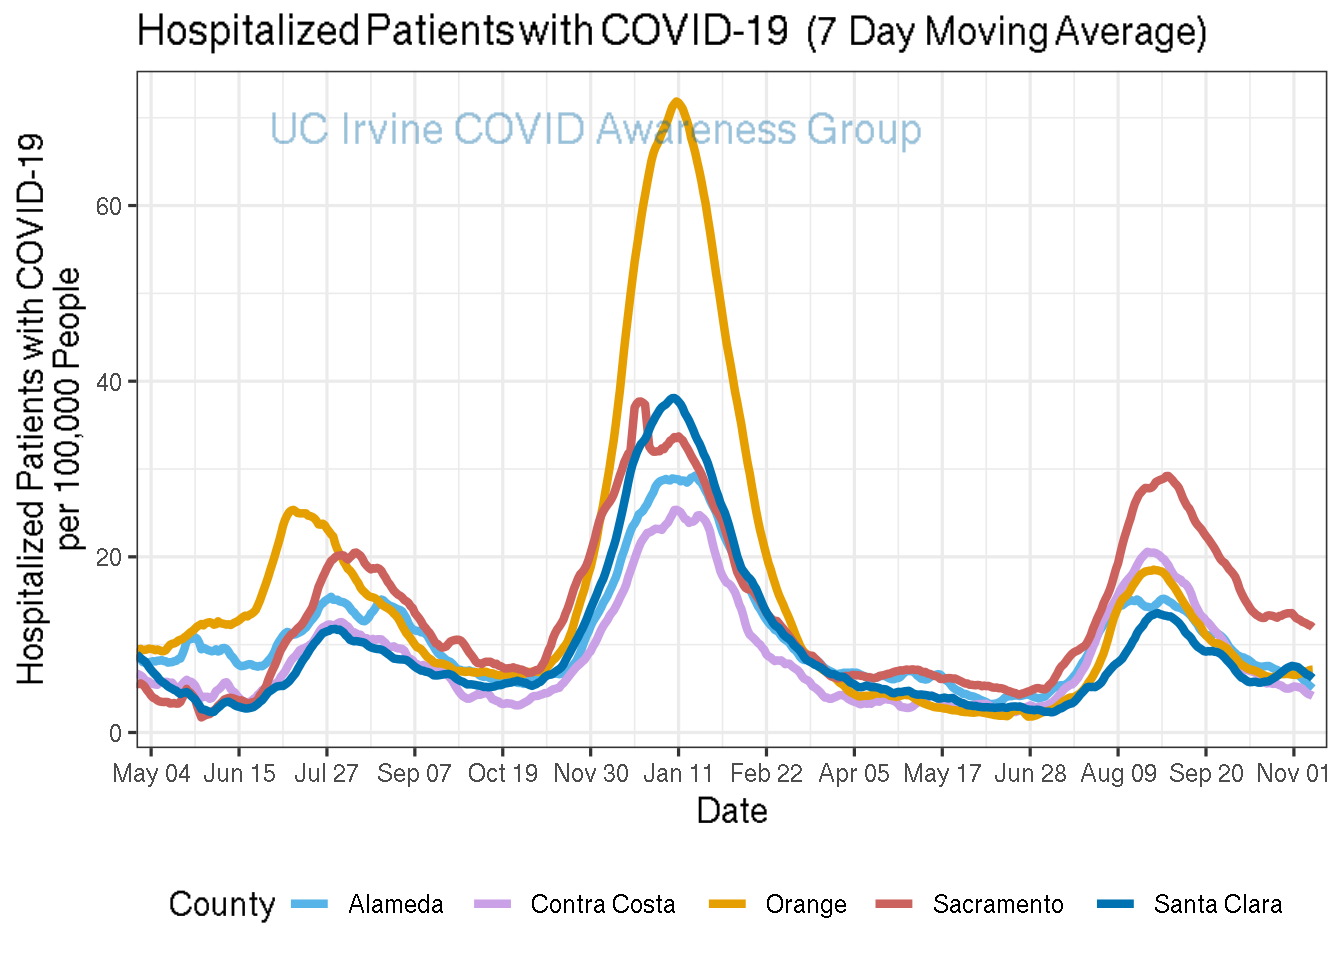 Hospitalized Patients with COVID-19 (7 Day Moving Average)
UC Irvine COVID Awareness Group
Hospitalized Patients with COVID-19
per 100,000 People
60
40
20
0
May 04 Jun 15 Jul 27 Sep 07 Oct 19 Nov 30 Jan 11 Feb 22 Apr 05 May 17 Jun 28 Aug 09 Sep 20 Nov 01
Date
County Alameda Contra Costa Orange Sacramento Santa Clara